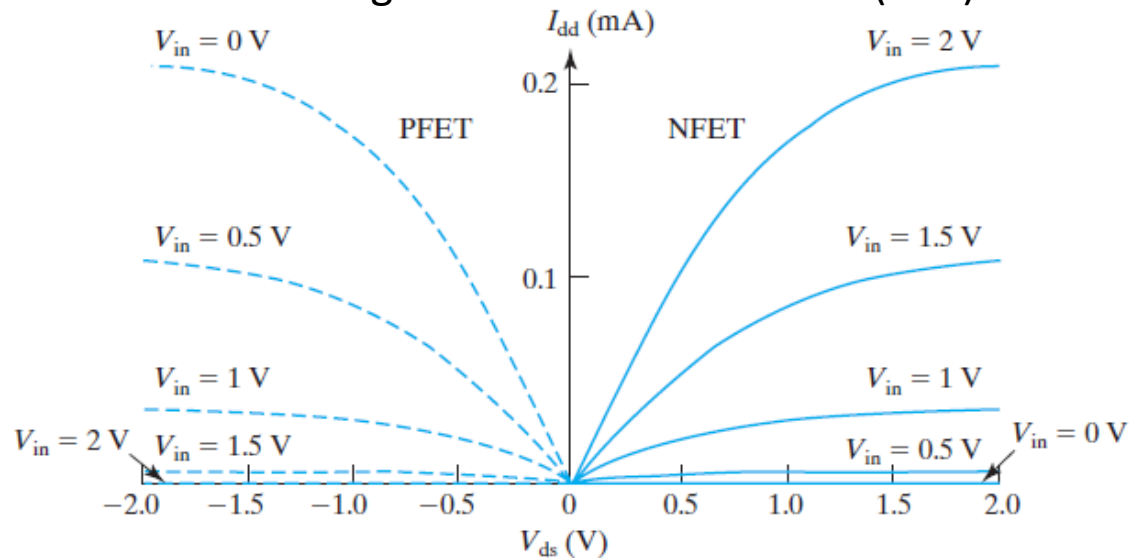 I_dd (mA)
V_in = 0 V
V_in = 2 V
0.2
PFET
NFET
V_in = 0.5 V
V_in = 1.5 V
0.1
V_in = 1 V
V_in = 1 V
V_in = 2 V
V_in = 1.5 V
V_in = 0.5 V
V_in = 0 V
−2.0 −1.5 −1.0 −0.5 0 0.5 1.0 1.5 2.0
V_ds (V)